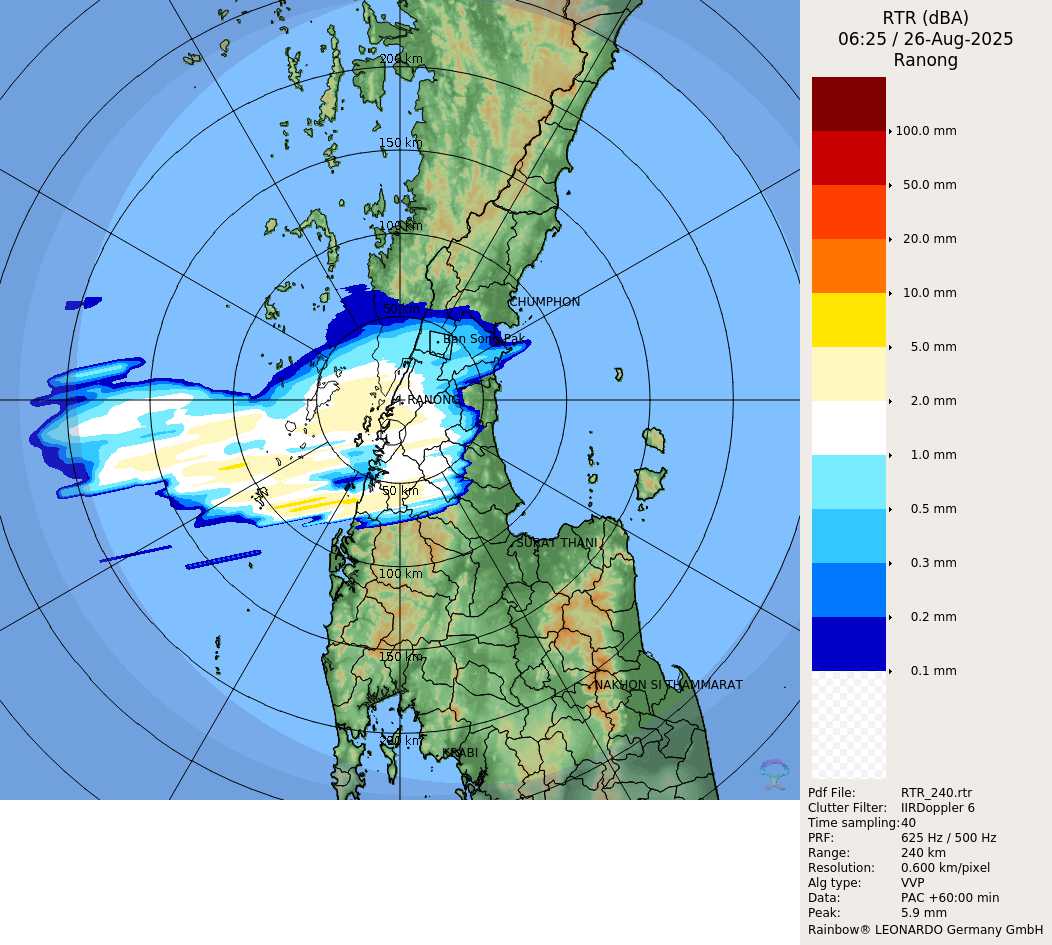 RTR (dBA)
06:25 / 26-Aug-2025
Ranong
200 km
150 km
100 km
50 km
CHUMPHON
Ban Song Pak
RANONG
50 km
SURAT THANI
100 km
150 km
NAKHON SI THAMMARAT
200 km
KRABI
100.0 mm
50.0 mm
20.0 mm
10.0 mm
5.0 mm
2.0 mm
1.0 mm
0.5 mm
0.3 mm
0.2 mm
0.1 mm
Pdf File: RTR_240.rtr
Clutter Filter: IIRDoppler 6
Time sampling:40
PRF: 625 Hz / 500 Hz
Range: 240 km
Resolution: 0.600 km/pixel
Alg type: VVP
Data: PAC +60:00 min
Peak: 5.9 mm
Rainbow® LEONARDO Germany GmbH